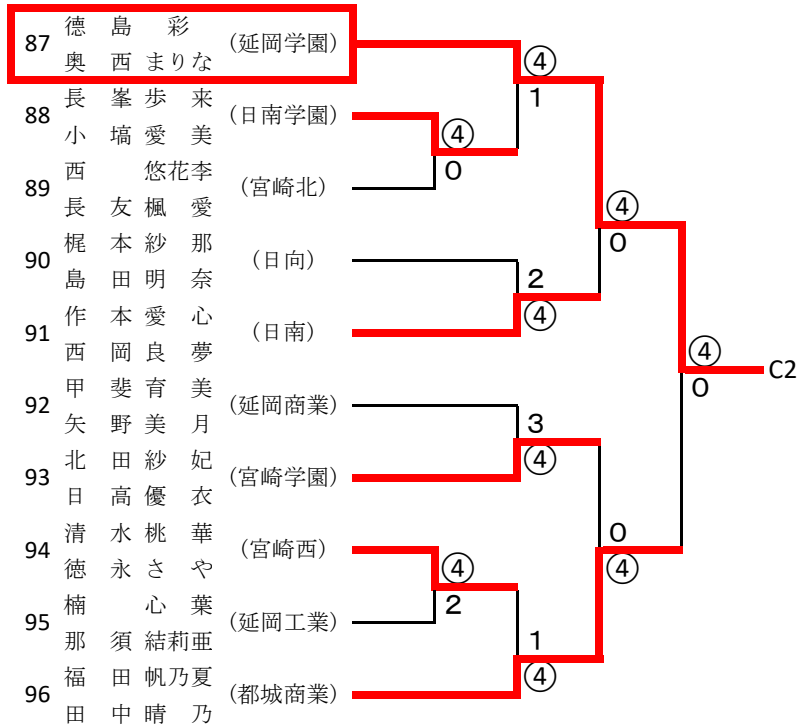 87 德島 彩 (延岡学園)
奥西まりな
④
1
88 長峯歩来 (日南学園)
小塙愛美
④
0
89 西 悠花李 (宮崎北)
長友楓愛
④
0
90 梶本紗那 (日向)
島田明奈
2
④
91 作本愛心 (日南)
西岡良夢
④
0
C2
92 甲斐育美 (延岡商業)
矢野美月
3
④
93 北田紗妃 (宮崎学園)
日高優衣
0
④
94 清水桃華 (宮崎西)
徳永さや
④
2
95 楠 心葉 (延岡工業)
那須結莉亜
1
④
96 福田帆乃夏 (都城商業)
田中晴乃